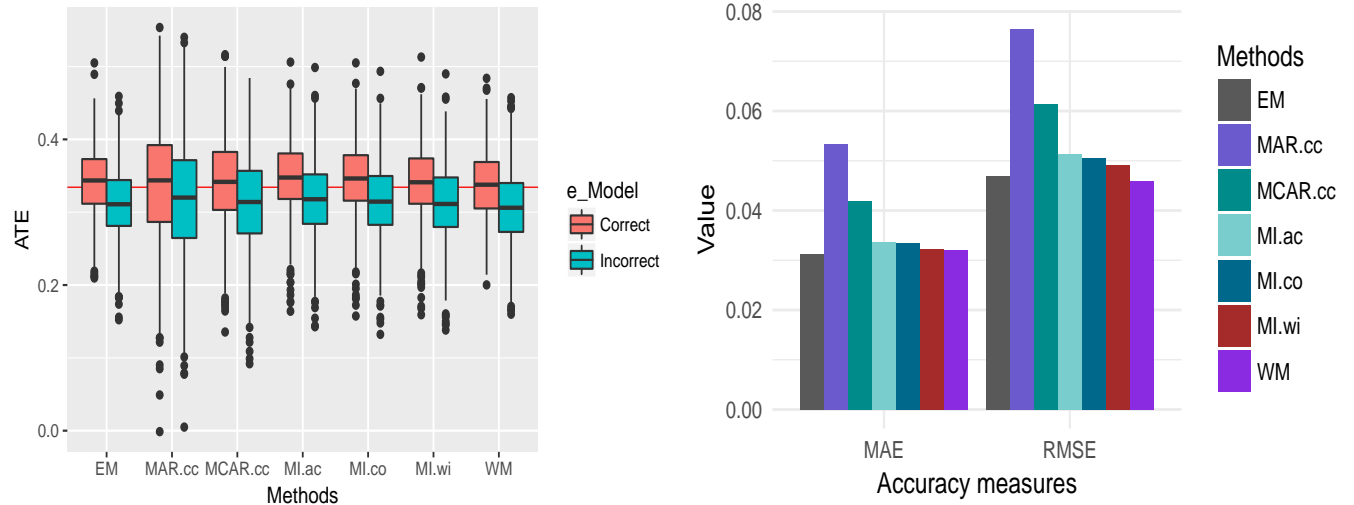 0.4
0.2
0.0
ATE
EM MAR.cc MCAR.cc MI.ac MI.co MI.wi WM
Methods
e_Model
Correct
Incorrect
0.08
0.06
0.04
0.02
0.00
Value
MAE RMSE
Accuracy measures
Methods
EM
MAR.cc
MCAR.cc
MI.ac
MI.co
MI.wi
WM